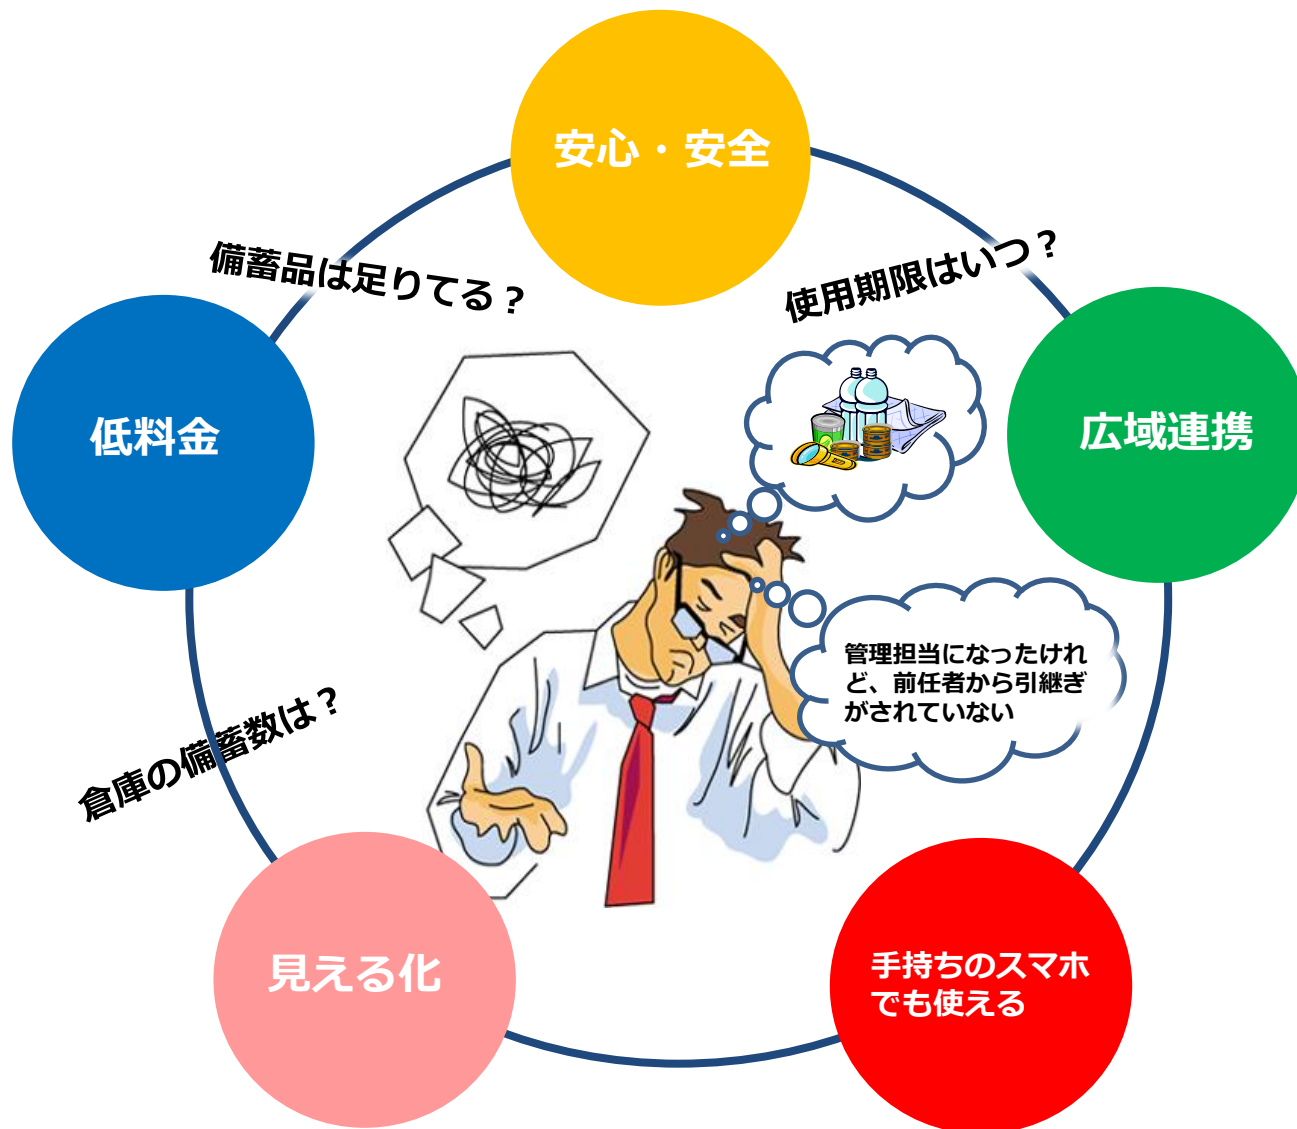 安心・安全
備蓄品は足りてる？
使用期限はいつ？
低料金
広域連携
管理担当になったけれ
ど、前任者から引継ぎ
がされていない
倉庫の備蓄数は？
見える化
手持ちのスマホ
でも使える